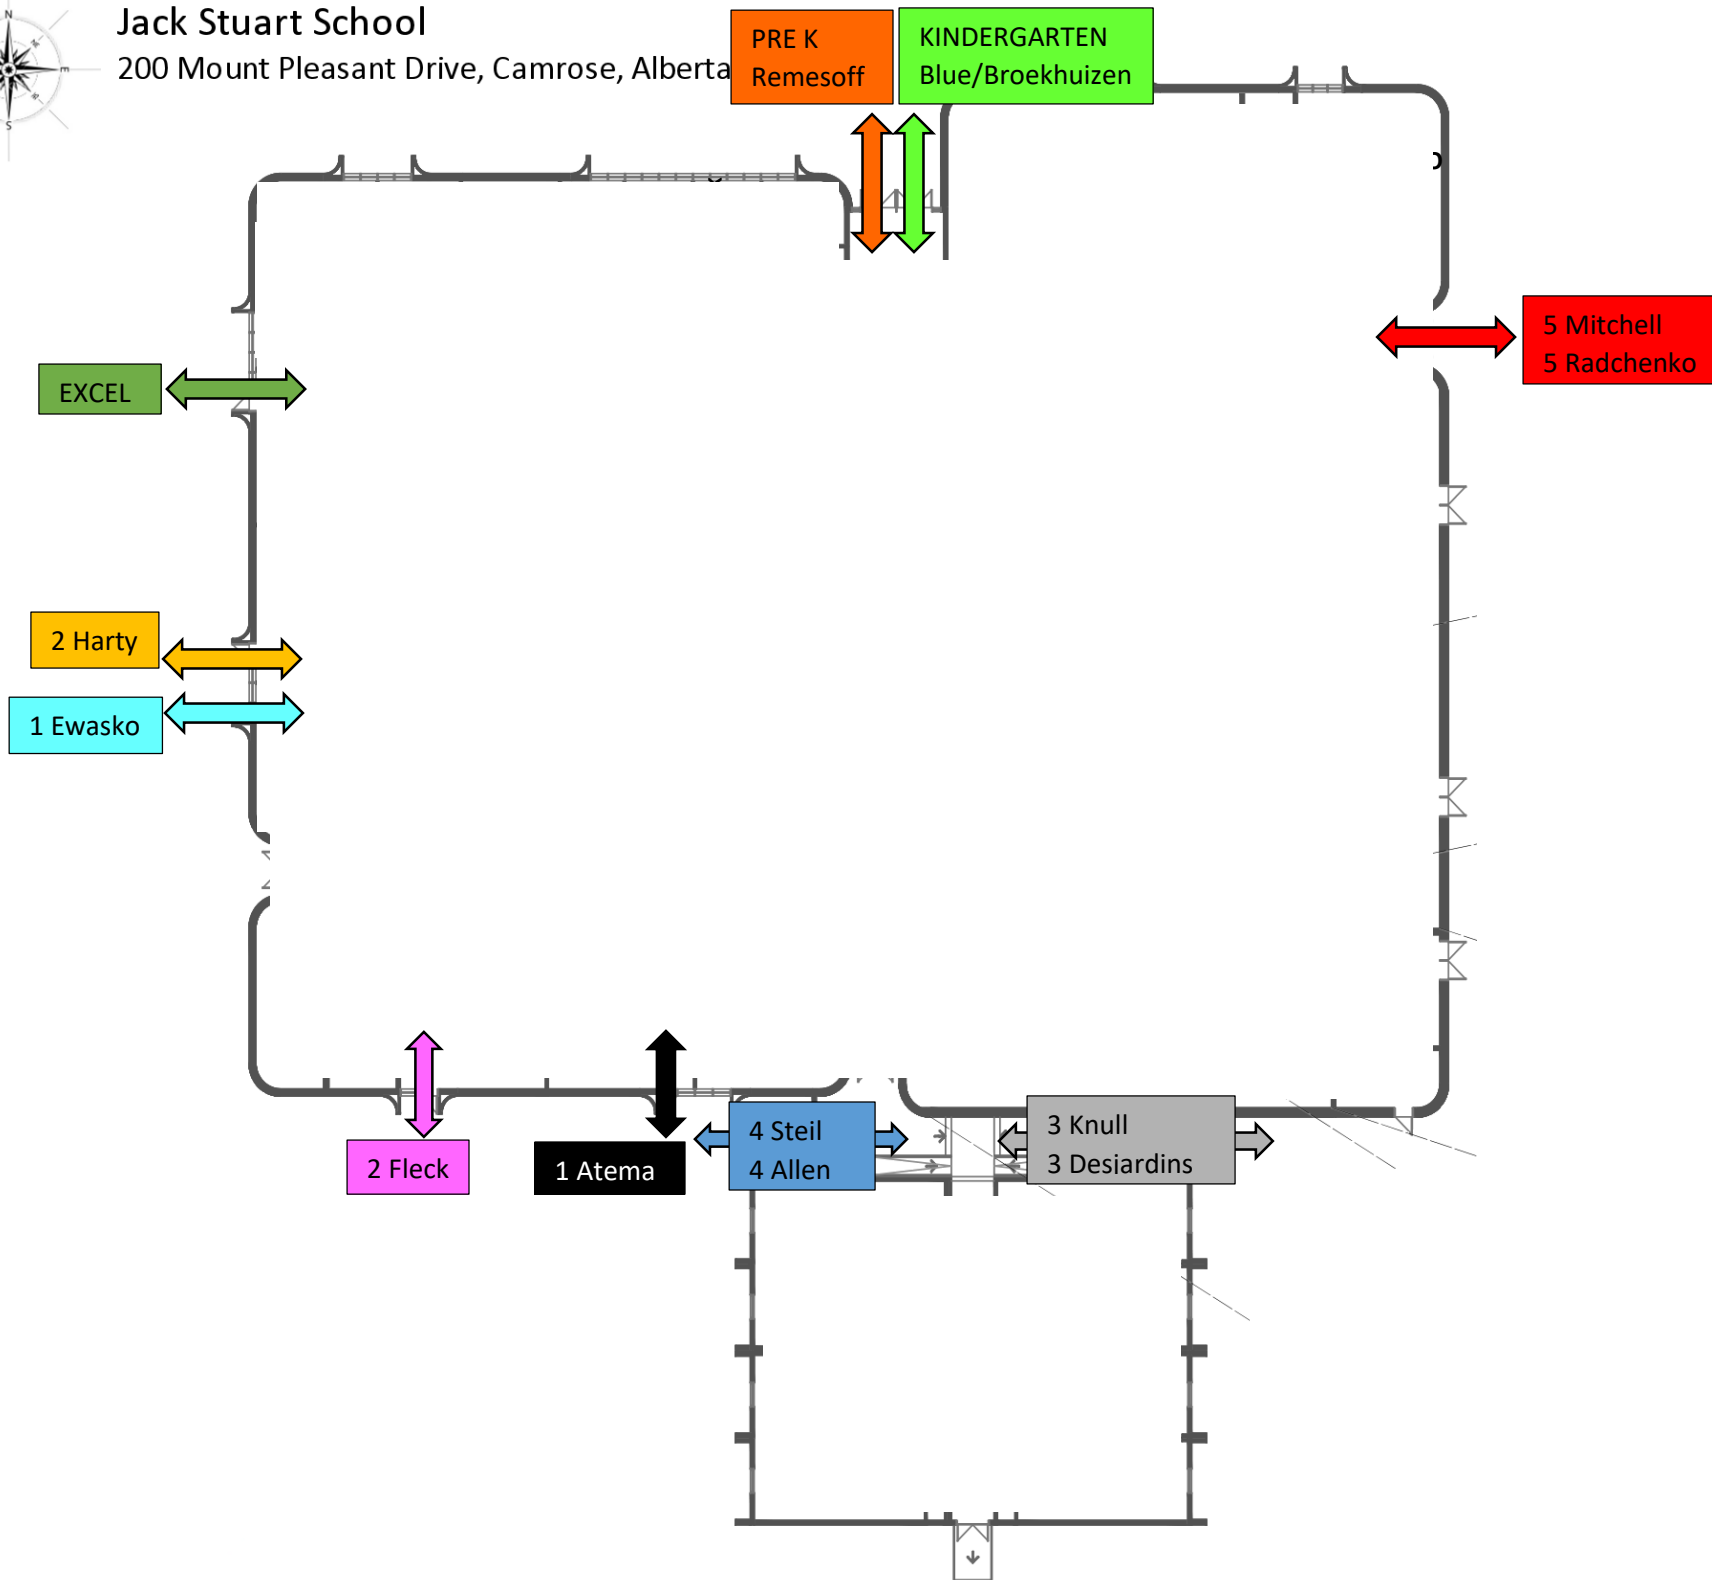 N
E
S
Jack Stuart School
200 Mount Pleasant Drive, Camrose, Alberta
PRE K
Remesoff
KINDERGARTEN
Blue/Broekhuizen
5 Mitchell
5 Radchenko
EXCEL
2 Harty
1 Ewasko
2 Fleck
1 Atema
4 Steil
4 Allen
3 Knull
3 Desjardins